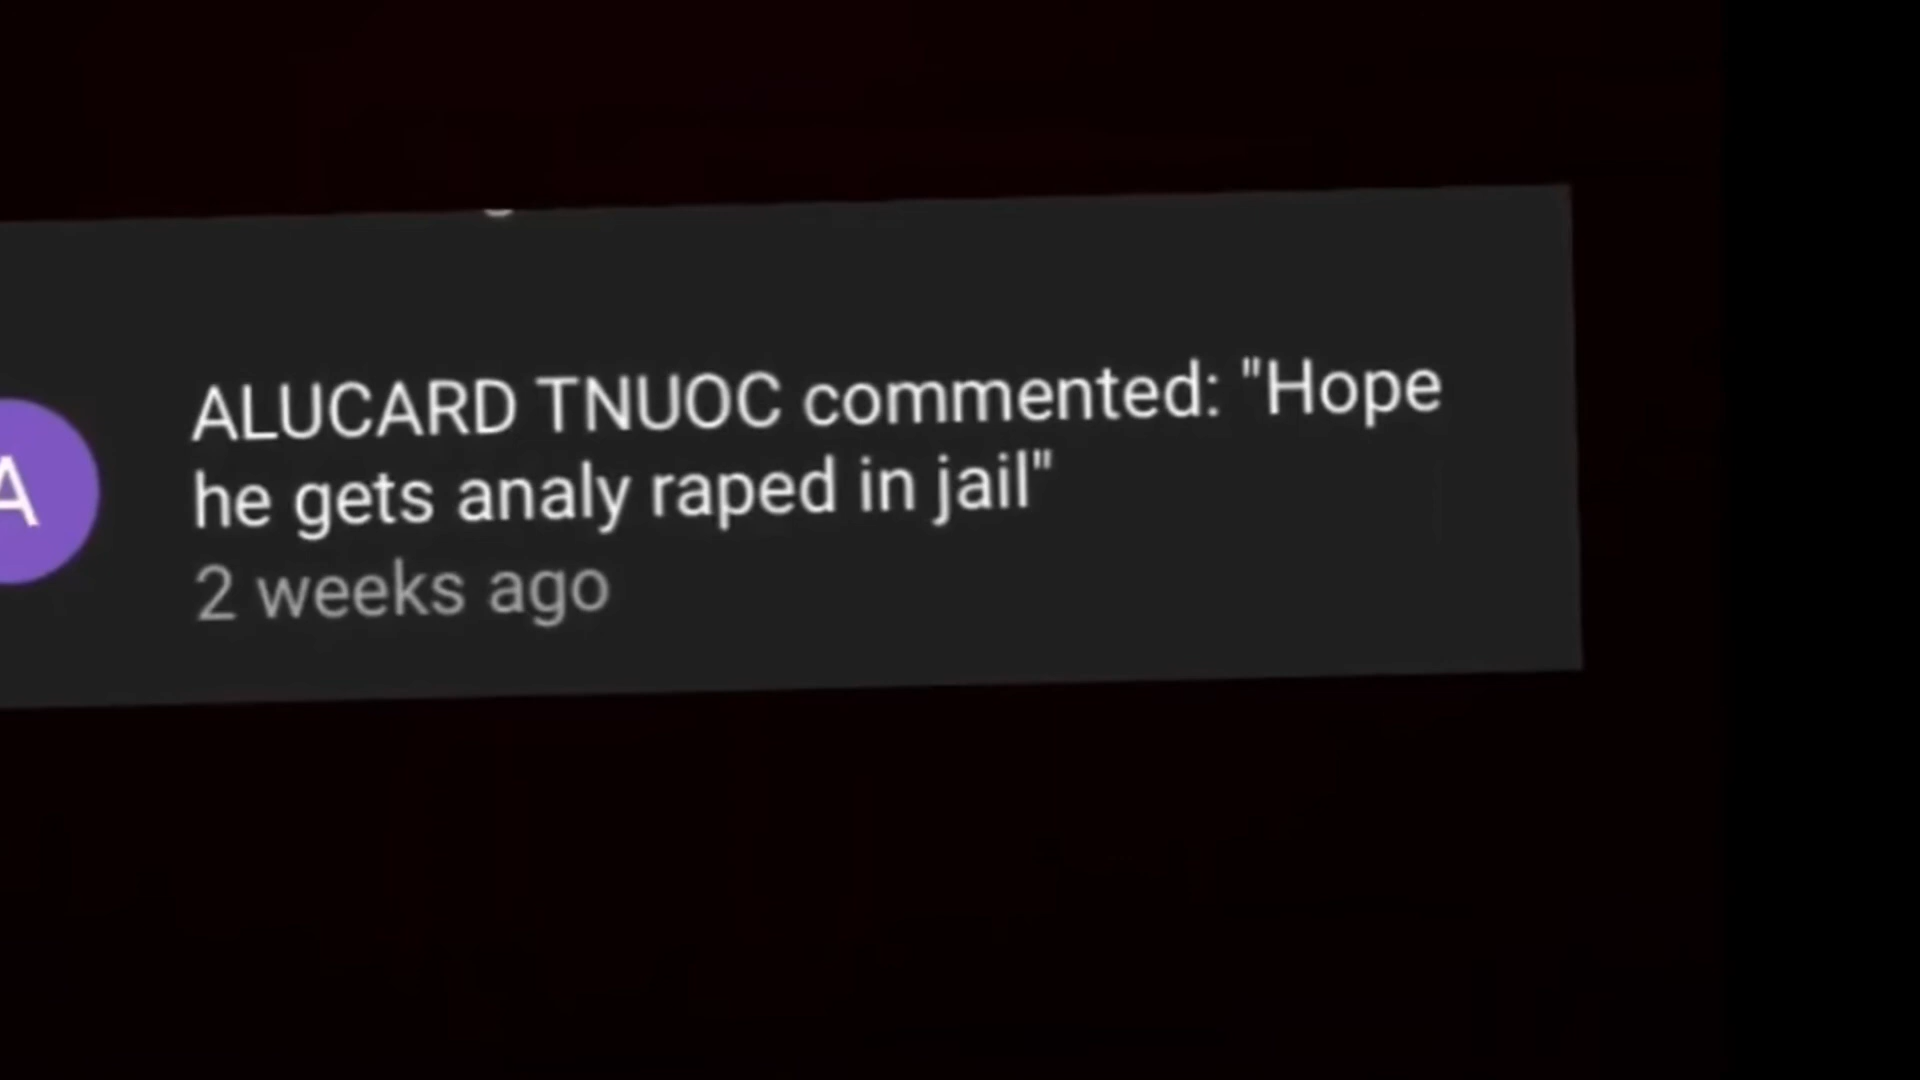 ALUCARD TNUOC commented: "Hope
he gets analy raped in jail"
2 weeks ago
A